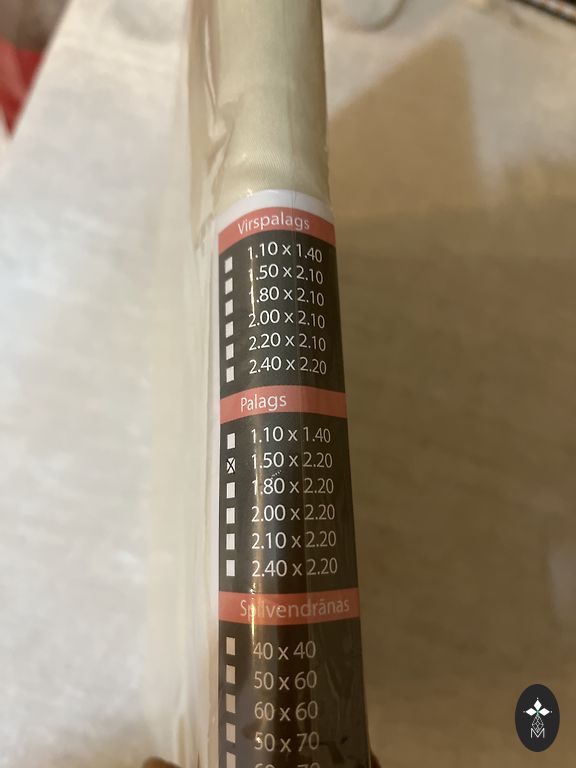 Virspalags
1.10 x 1.40
1.50 x 2.10
1.80 x 2.10
2.00 x 2.10
2.20 x 2.10
2.40 x 2.20
Palags
1.10 x 1.40
1.50 x 2.20
1.80 x 2.20
2.00 x 2.20
2.10 x 2.20
2.40 x 2.20
Spilvendrānas
40 x 40
50 x 60
60 x 60
50 x 70
M